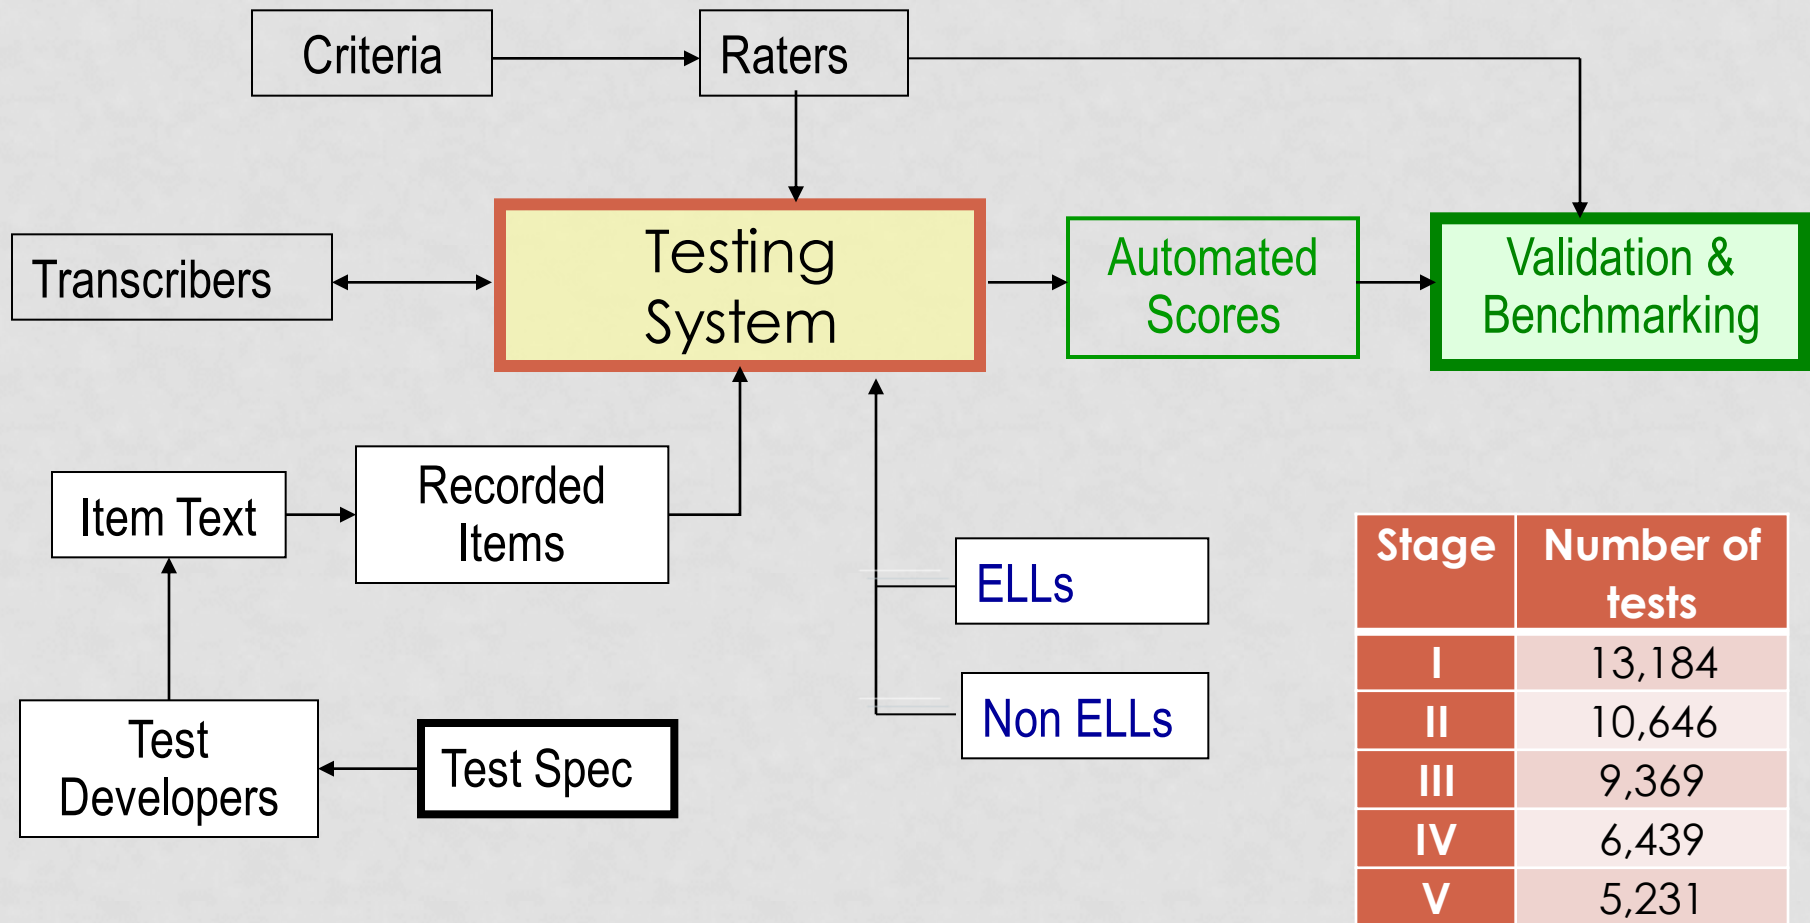 Criteria
Raters
Transcribers
Testing
System
Automated
Scores
Validation &
Benchmarking
Item Text
Recorded
Items
ELLs
Non ELLs
Test
Developers
Test Spec
Stage Number of
tests
I 13,184
II 10,646
III 9,369
IV 6,439
V 5,231